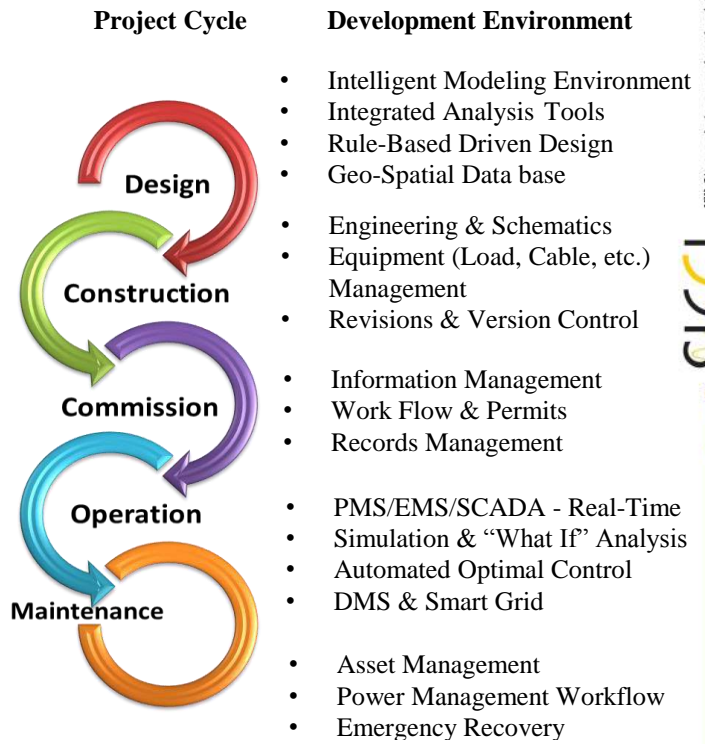 Project Cycle
Development Environment
Design
• Intelligent Modeling Environment
• Integrated Analysis Tools
• Rule-Based Driven Design
• Geo-Spatial Data base
Construction
• Engineering & Schematics
• Equipment (Load, Cable, etc.)
Management
• Revisions & Version Control
Commission
• Information Management
• Work Flow & Permits
• Records Management
Operation
• PMS/EMS/SCADA - Real-Time
• Simulation & “What If” Analysis
• Automated Optimal Control
• DMS & Smart Grid
Maintenance
• Asset Management
• Power Management Workflow
• Emergency Recovery